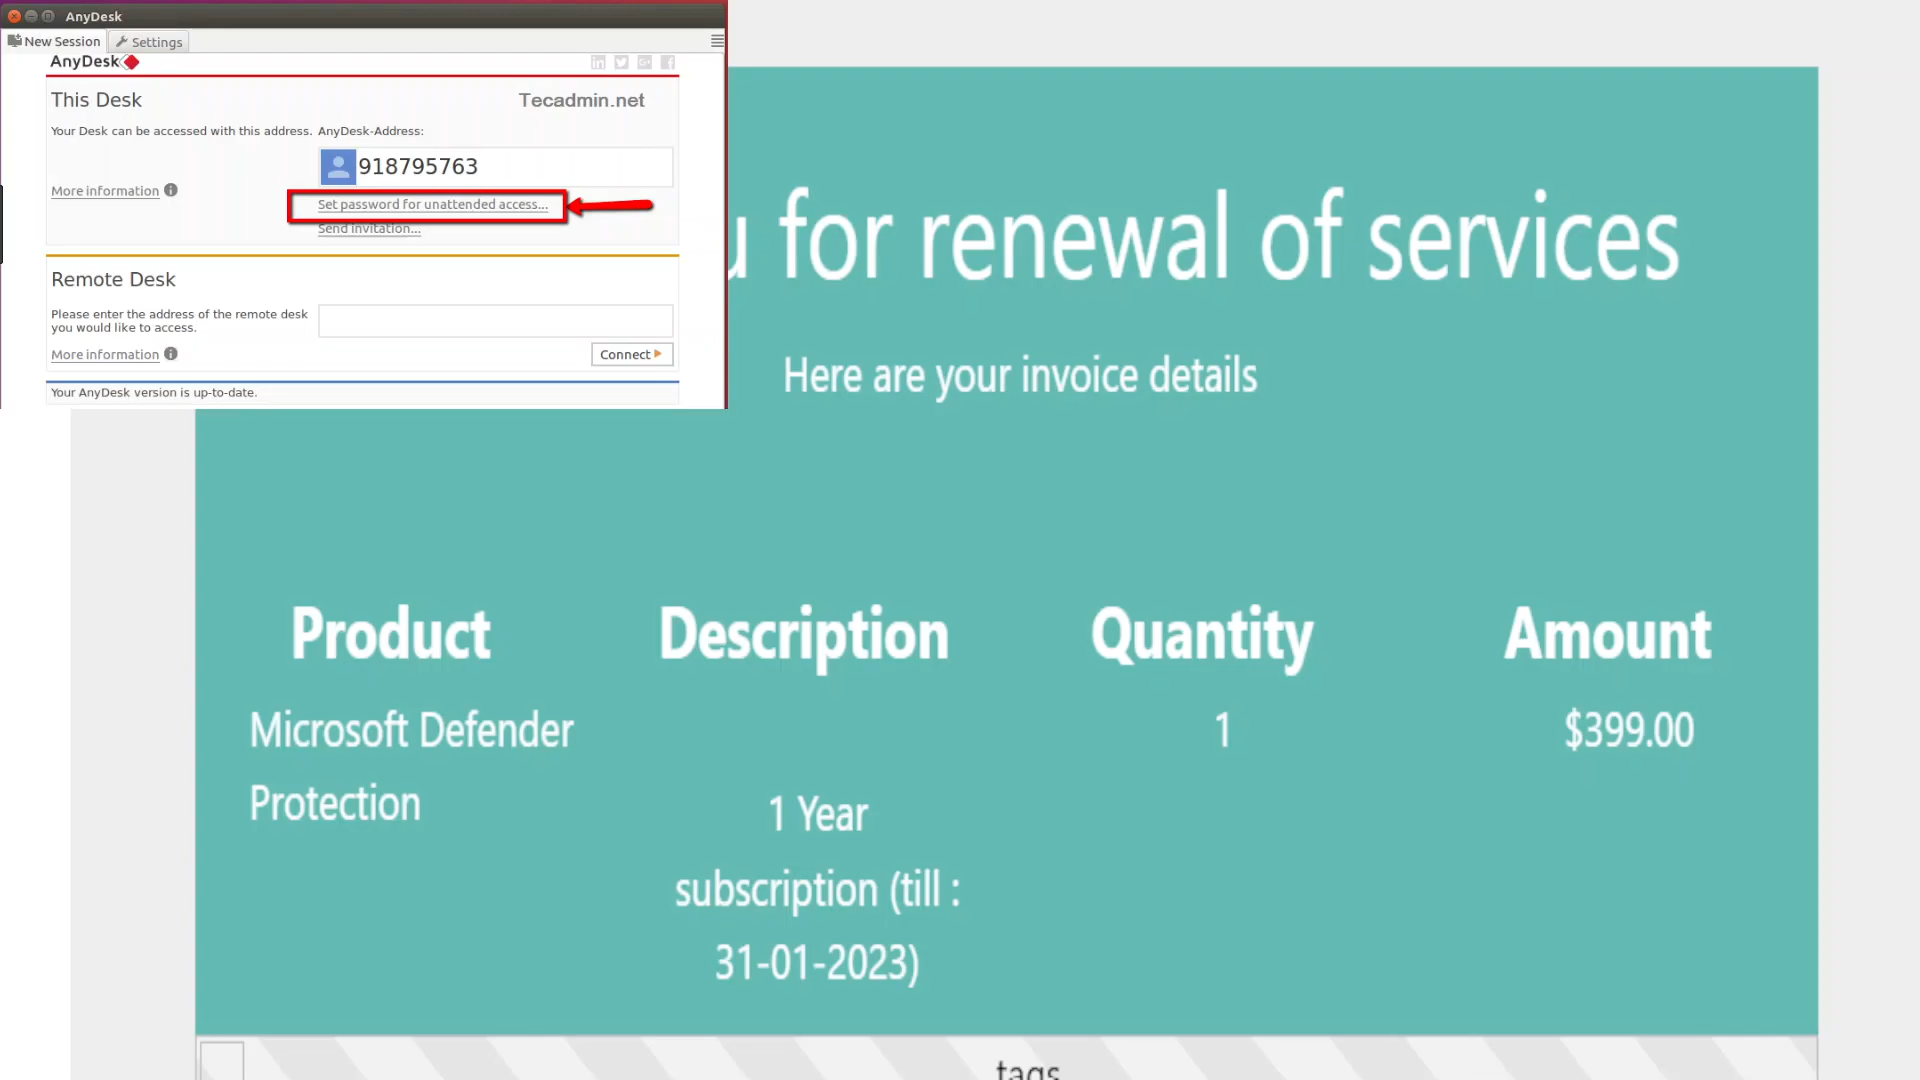 AnyDesk
New Session
Settings
AnyDesk
This Desk
Tecadmin.net
Your Desk can be accessed with this address.
AnyDesk-Address:
918795763
More information
Set password for unattended access...
Send invitation...
Remote Desk
Please enter the address of the remote desk
you would like to access.
More information
Connect
Your AnyDesk version is up-to-date.
for renewal of services
Here are your invoice details
Product Description Quantity Amount
Microsoft Defender 1 $399.00
Protection
1 Year
subscription (till :
31-01-2023)
tags